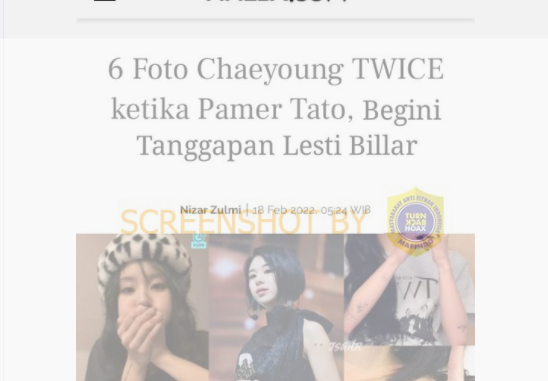 6 Foto Chaeyoung TWICE
ketika Pamer Tato, Begini
Tanggapan Lesti Billar
Nizar Zulmi | 18 Feb 2022, 05:24 WIB
SCREENSHOT BY
TURN
BACK
HOAX
MAFINDO